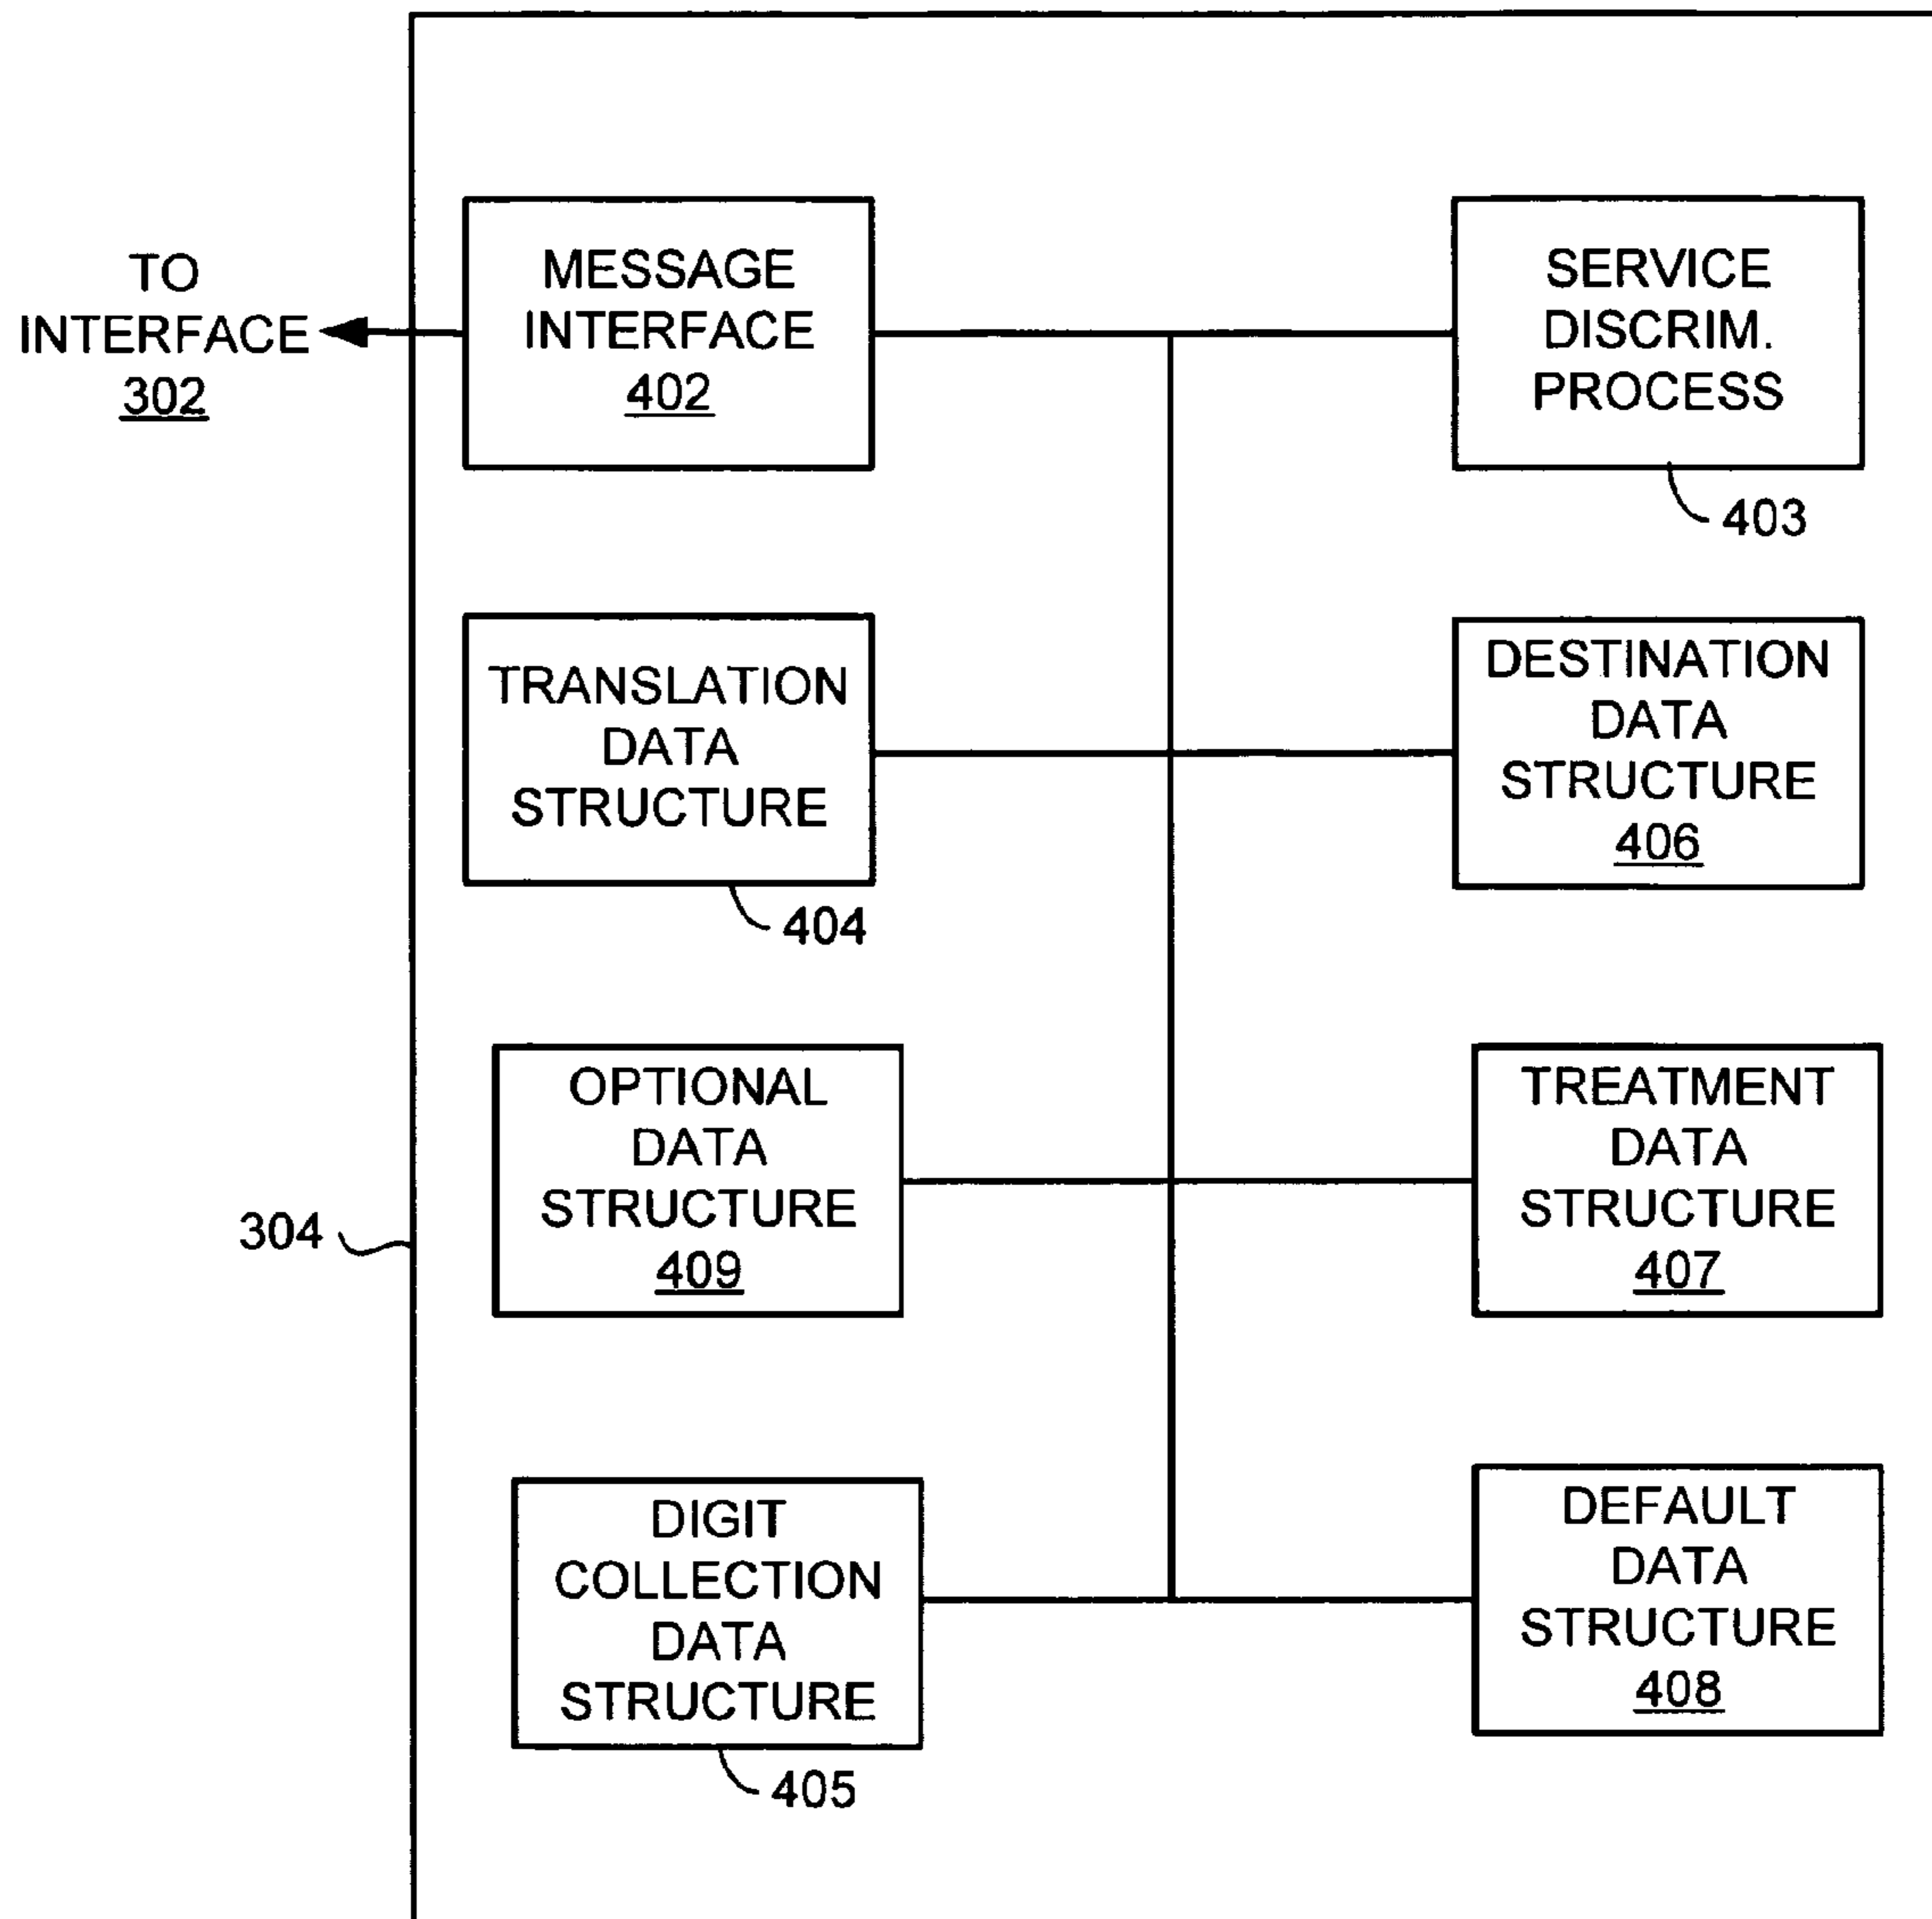 TO
INTERFACE
302
MESSAGE
INTERFACE
402
SERVICE
DISCRIM.
PROCESS
403
TRANSLATION
DATA
STRUCTURE
404
DESTINATION
DATA
STRUCTURE
406
304
OPTIONAL
DATA
STRUCTURE
409
TREATMENT
DATA
STRUCTURE
407
DIGIT
COLLECTION
DATA
STRUCTURE
405
DEFAULT
DATA
STRUCTURE
408